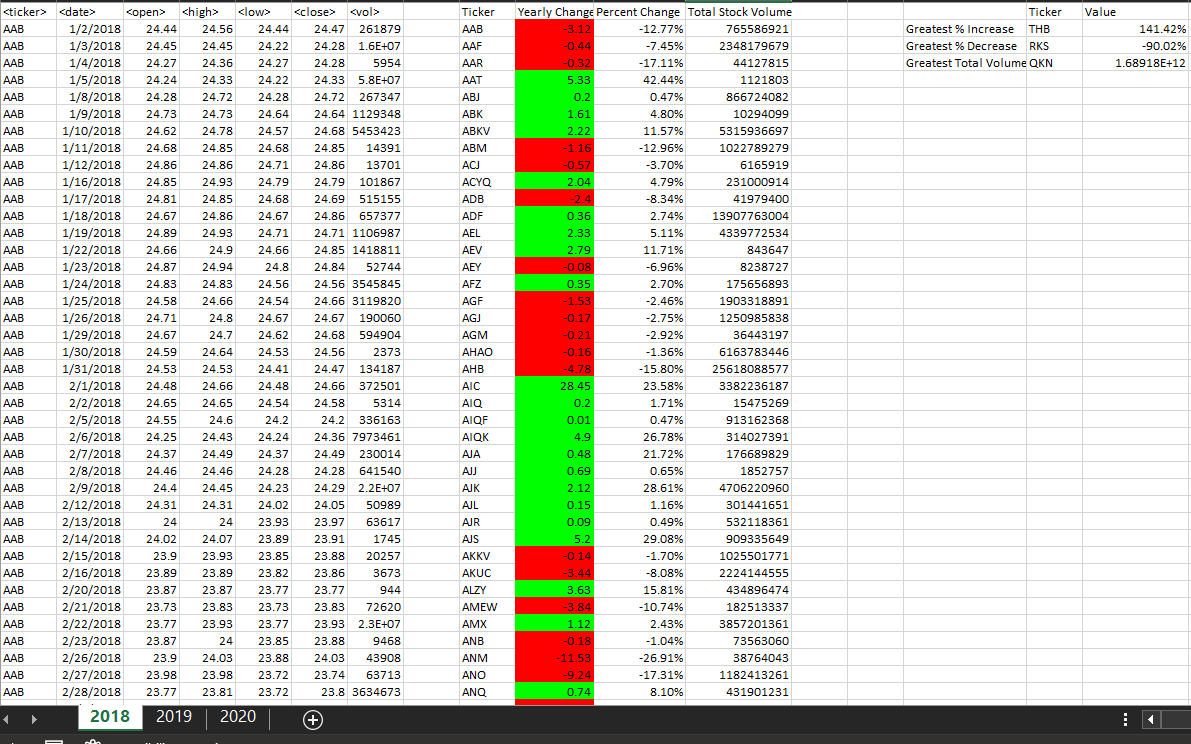 <ticker> <date> <open> <high> <low> <close> <vol> Ticker Yearly Change Percent Change Total Stock Volume Ticker Value
AAB 1/2/2018 24.44 24.56 24.44 24.47 261879 AAB -3.12 -12.77% 765586921 Greatest % Increase THB 141.42%
AAB 1/3/2018 24.45 24.45 24.22 24.28 1.6E+07 AAF -0.44 -7.45% 2348179679 Greatest % Decrease RKS -90.02%
AAB 1/4/2018 24.27 24.36 24.27 24.28 5954 AAR -0.32 -17.11% 44127815 Greatest Total Volume QKN 1.68918E+12
AAB 1/5/2018 24.24 24.33 24.22 24.33 5.8E+07 AAT 5.33 42.44% 1121803
AAB 1/8/2018 24.28 24.72 24.28 24.72 267347 ABJ 0.2 0.47% 866724082
AAB 1/9/2018 24.73 24.73 24.64 24.64 1129348 ABK 1.61 4.80% 10294099
AAB 1/10/2018 24.62 24.78 24.57 24.68 5453423 ABKV 2.22 11.57% 5315936697
AAB 1/11/2018 24.68 24.85 24.68 24.85 14391 ABM -1.16 -12.96% 1022789279
AAB 1/12/2018 24.86 24.86 24.71 24.86 13701 ACJ -0.57 -3.70% 6165919
AAB 1/16/2018 24.85 24.93 24.79 24.79 101867 ACYQ 2.04 4.79% 231000914
AAB 1/17/2018 24.81 24.85 24.68 24.69 515155 ADB -2.4 -8.34% 41979400
AAB 1/18/2018 24.67 24.86 24.67 24.86 657377 ADF 0.36 2.74% 13907763004
AAB 1/19/2018 24.89 24.93 24.71 24.71 1106987 AEL 2.33 5.11% 4339772534
AAB 1/22/2018 24.66 24.9 24.66 24.85 1418811 AEV 2.79 11.71% 843647
AAB 1/23/2018 24.87 24.94 24.8 24.84 52744 AEY -0.08 -6.96% 8238727
AAB 1/24/2018 24.83 24.83 24.56 24.56 3545845 AFZ 0.35 2.70% 175656893
AAB 1/25/2018 24.58 24.66 24.54 24.66 3119820 AGF -1.53 -2.46% 1903318891
AAB 1/26/2018 24.71 24.8 24.67 24.67 190060 AGJ -0.17 -2.75% 1250985838
AAB 1/29/2018 24.67 24.7 24.62 24.68 594904 AGM -0.21 -2.92% 36443197
AAB 1/30/2018 24.59 24.64 24.53 24.56 2373 AHAO -0.16 -1.36% 6163783446
AAB 1/31/2018 24.53 24.53 24.41 24.47 134187 AHB -4.78 -15.80% 25618088577
AAB 2/1/2018 24.48 24.66 24.48 24.66 372501 AIC 28.45 23.58% 3382236187
AAB 2/2/2018 24.65 24.65 24.54 24.58 5314 AIQ 0.2 1.71% 15475269
AAB 2/5/2018 24.55 24.6 24.2 24.2 336163 AIQF 0.01 0.47% 913162368
AAB 2/6/2018 24.25 24.43 24.24 24.36 7973461 AIQK 4.9 26.78% 314027391
AAB 2/7/2018 24.37 24.49 24.37 24.49 230014 AJA 0.48 21.72% 176689829
AAB 2/8/2018 24.46 24.46 24.28 24.28 641540 AJJ 0.69 0.65% 1852757
AAB 2/9/2018 24.4 24.45 24.23 24.29 2.2E+07 AJK 2.12 28.61% 4706220960
AAB 2/12/2018 24.31 24.31 24.02 24.05 50989 AJL 0.15 1.16% 301441651
AAB 2/13/2018 24 24 23.93 23.97 63617 AJR 0.09 0.49% 532118361
AAB 2/14/2018 24.02 24.07 23.89 23.91 1745 AJS 5.2 29.08% 909335649
AAB 2/15/2018 23.9 23.93 23.85 23.88 20257 AKKV -0.14 -1.70% 1025501771
AAB 2/16/2018 23.89 23.89 23.82 23.86 3673 AKUC -3.44 -8.08% 2224144555
AAB 2/20/2018 23.87 23.87 23.77 23.77 944 ALZY 3.63 15.81% 434896474
AAB 2/21/2018 23.73 23.83 23.73 23.83 72620 AMEW -3.84 -10.74% 182513337
AAB 2/22/2018 23.77 23.93 23.77 23.93 2.3E+07 AMX 1.12 2.43% 3857201361
AAB 2/23/2018 23.87 24 23.85 23.88 9468 ANB -0.18 -1.04% 73563060
AAB 2/26/2018 23.9 24.03 23.88 24.03 43908 ANM -11.53 -26.91% 38764043
AAB 2/27/2018 23.98 23.98 23.72 23.74 63713 ANO -9.24 -17.31% 1182413261
AAB 2/28/2018 23.77 23.81 23.72 23.8 3634673 ANQ 0.74 8.10% 431901231
2018 2019 2020